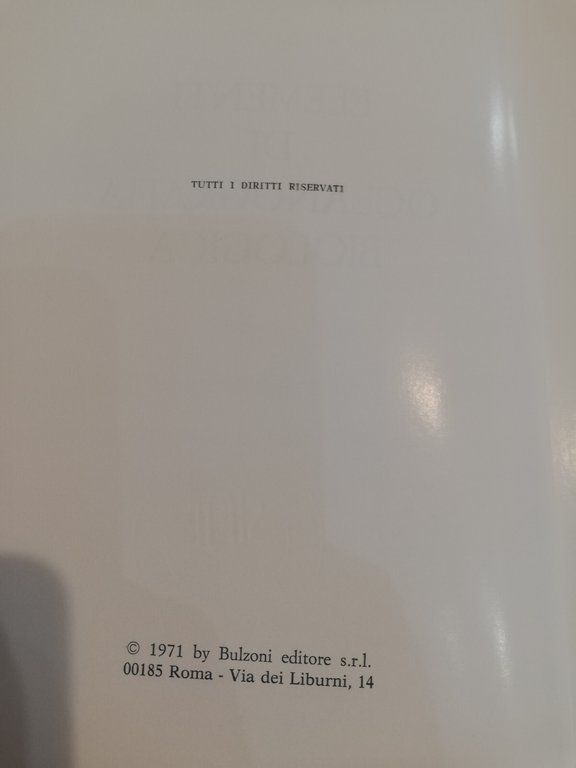 TUTTI I DIRITTI RISERVATI
© 1971 by Bulzoni editore s.r.l.
00185 Roma - Via dei Liburni, 14